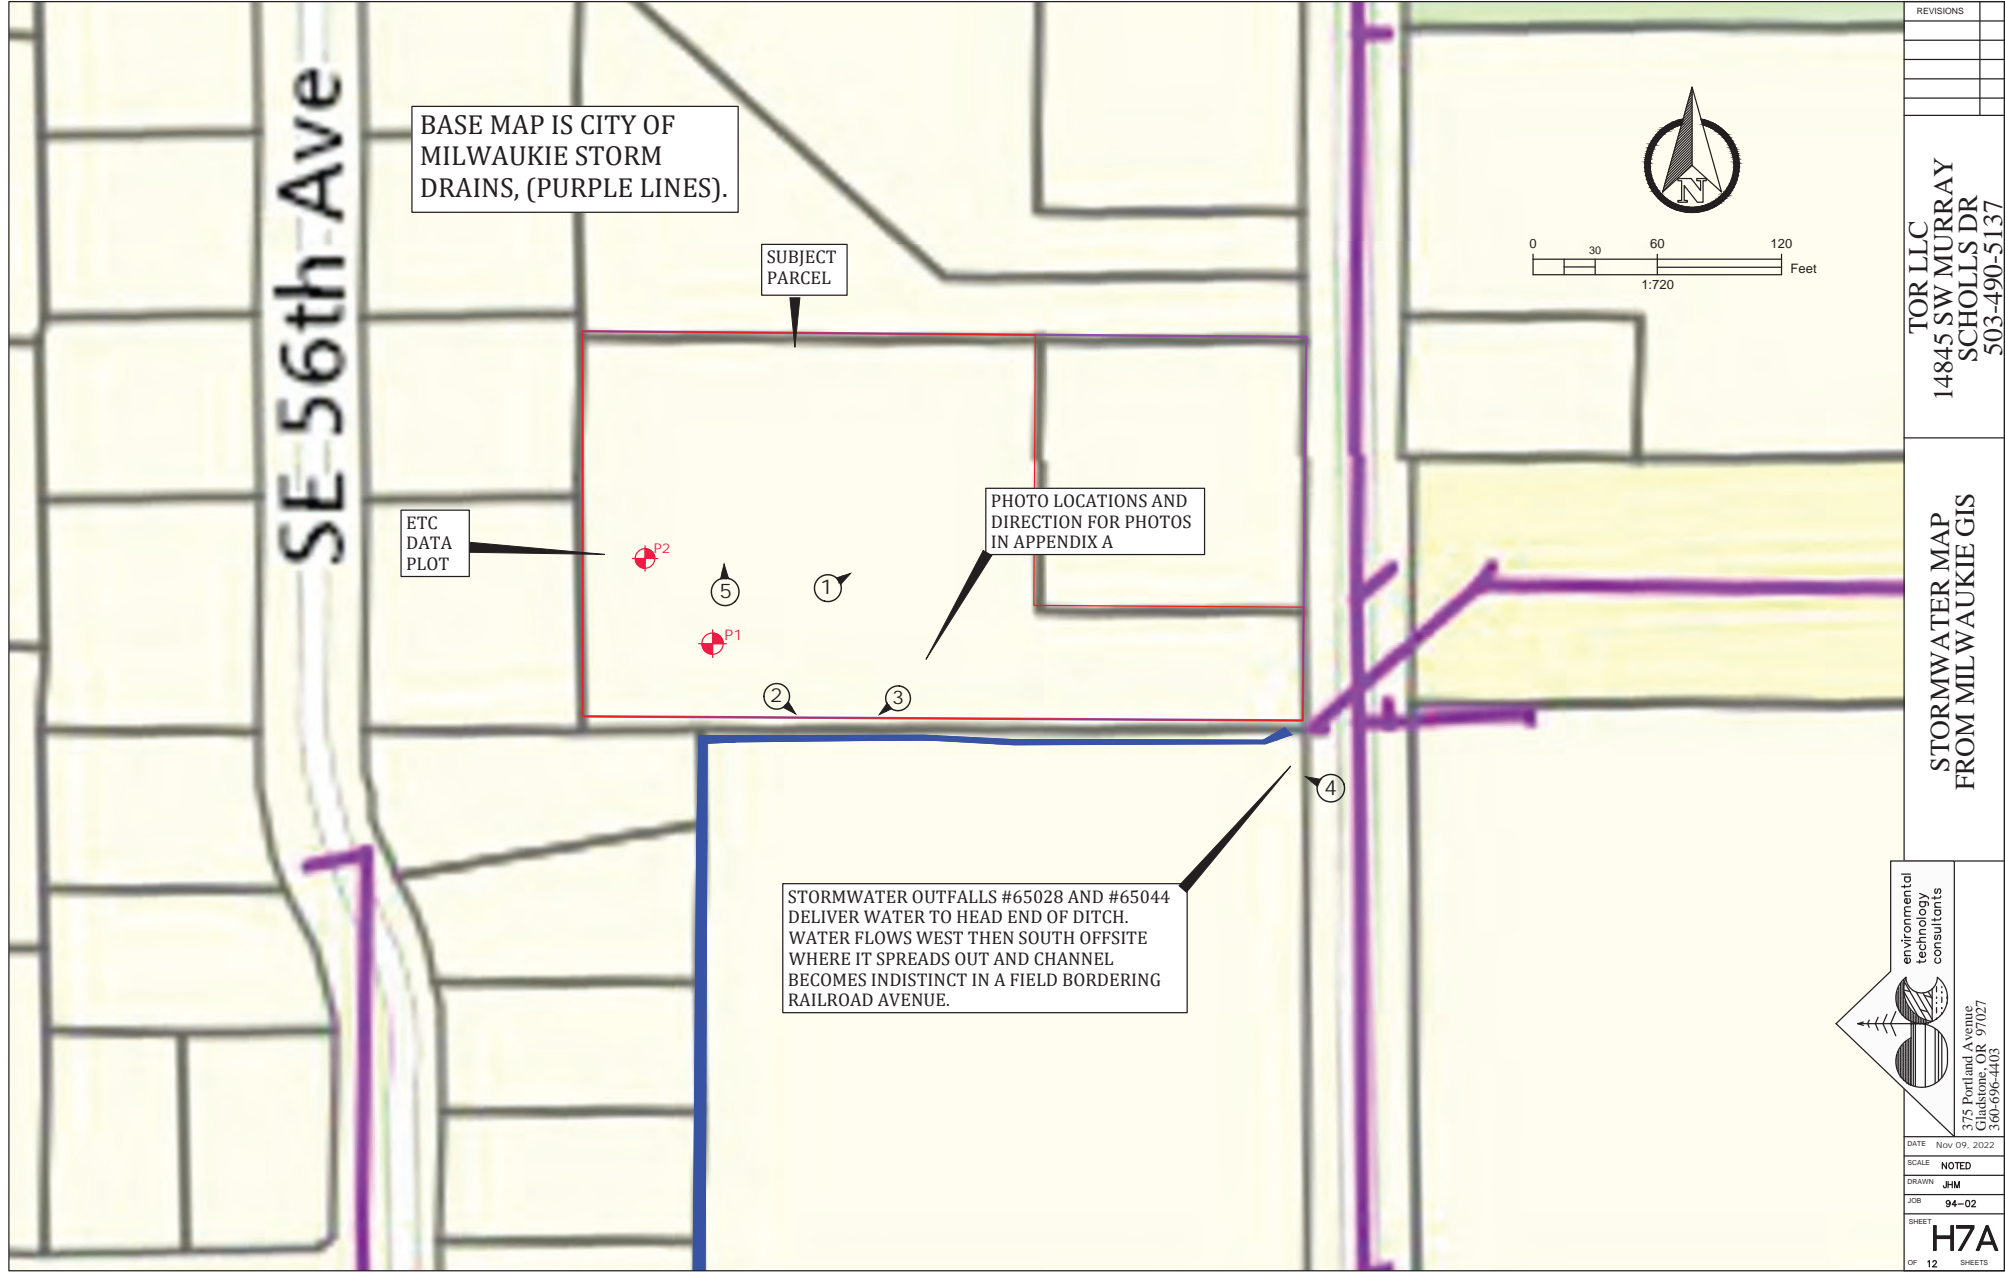 BASE MAP IS CITY OF
MILWAUKIE STORM
DRAINS, (PURPLE LINES).
SE 56th Ave
SUBJECT
PARCEL
ETC
DATA
PLOT
P2
P1
5
1
2
3
4
PHOTO LOCATIONS AND
DIRECTION FOR PHOTOS
IN APPENDIX A
STORMWATER OUTFALLS #65028 AND #65044
DELIVER WATER TO HEAD END OF DITCH.
WATER FLOWS WEST THEN SOUTH OFFSITE
WHERE IT SPREADS OUT AND CHANNEL
BECOMES INDISTINCT IN A FIELD BORDERING
RAILROAD AVENUE.
N
0 30 60 120
Feet
1:720
REVISIONS
TOR LLC
14845 SW MURRAY
SCHOLLS DR
503-490-5137
STORMWATER MAP
FROM MILWAUKIE GIS
environmental
technology
consultants
375 Portland Avenue
Gladstone, OR 97027
360-696-4403
DATE Nov 09, 2022
SCALE NOTED
DRAWN JHM
JOB 94-02
SHEET
H7A
OF 12 SHEETS